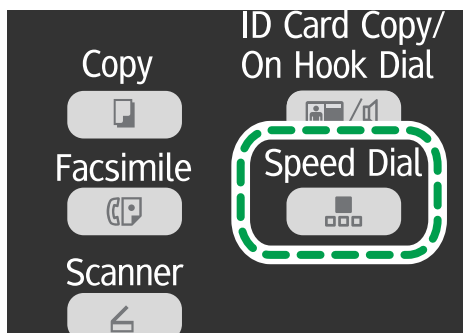 Copy
ID Card Copy/
On Hook Dial
Facsimile
Speed Dial
Scanner